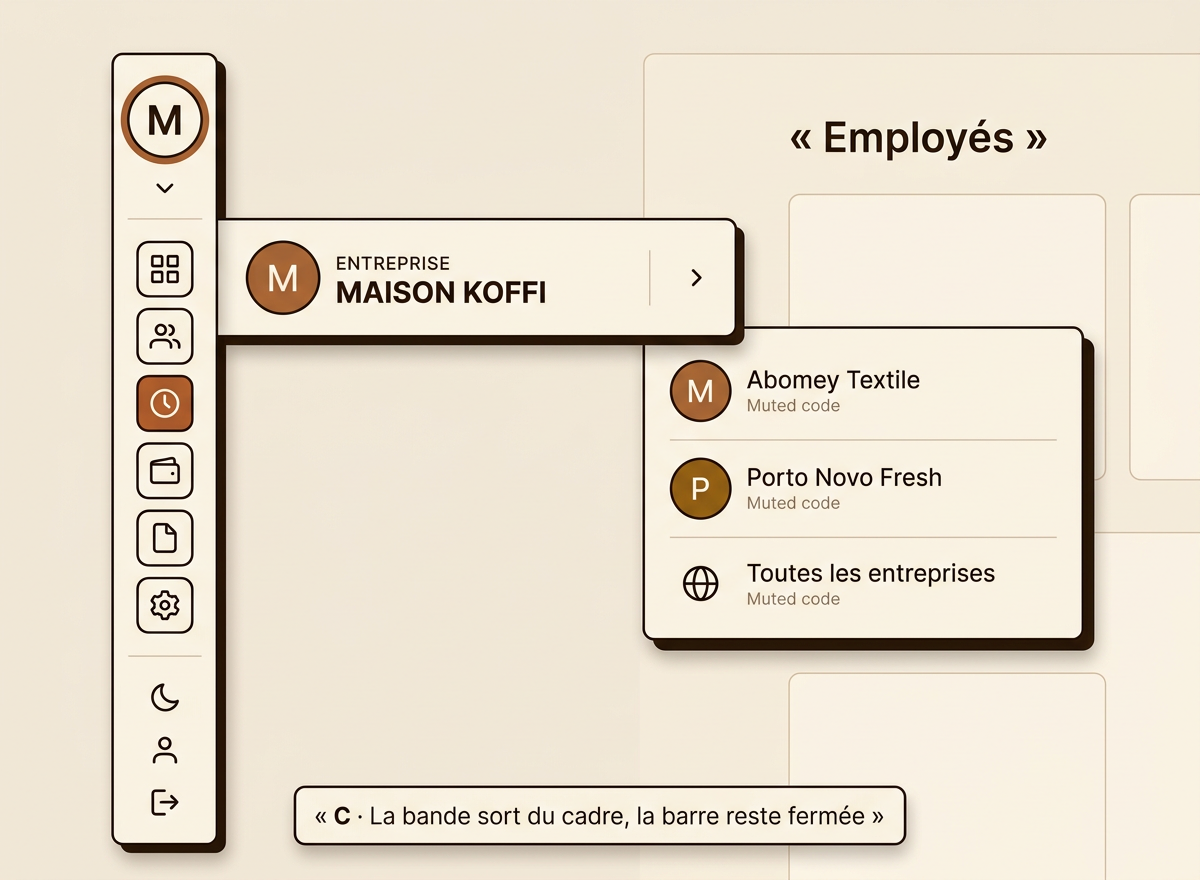 M
« Employés »
M
ENTREPRISE
MAISON KOFFI
M
Abomey Textile
Muted code
P
Porto Novo Fresh
Muted code
Toutes les entreprises
Muted code
« C · La bande sort du cadre, la barre reste fermée »